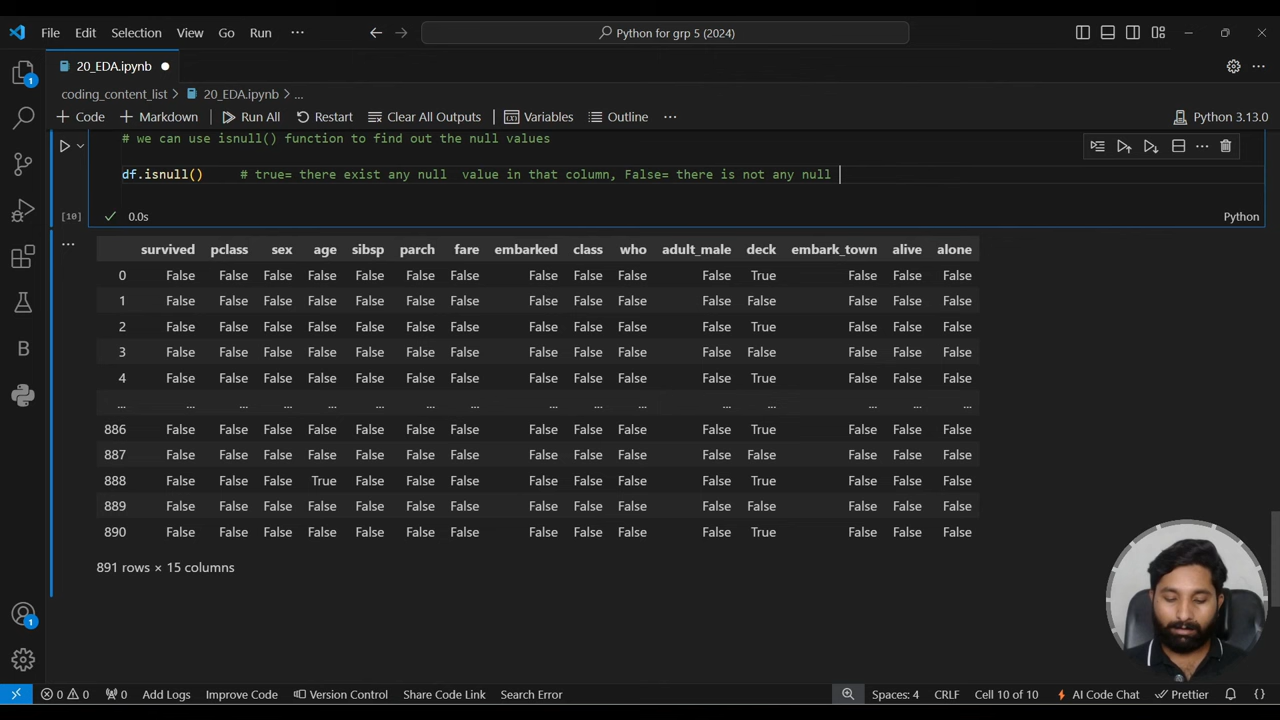 File Edit Selection View Go Run ··· Python for grp 5 (2024)
20_EDA.ipynb
coding_content_list > 20_EDA.ipynb > ...
+ Code + Markdown Run All Restart Clear All Outputs Variables Outline ··· Python 3.13.0
# we can use isnull() function to find out the null values
df.isnull() # true= there exist any null  value in that column, False= there is not any null
[10] 0.0s Python
survived pclass sex age sibsp parch fare embarked class who adult_male deck embark_town alive alone
0 False False False False False False False False False False False True False False False
1 False False False False False False False False False False False False False False False
2 False False False False False False False False False False False True False False False
3 False False False False False False False False False False False False False False False
4 False False False False False False False False False False False True False False False
... ... ... ... ... ... ... ... ... ... ... ... ... ... ... ...
886 False False False False False False False False False False False True False False False
887 False False False False False False False False False False False False False False False
888 False False False True False False False False False False False True False False False
889 False False False False False False False False False False False False False False False
890 False False False False False False False False False False False True False False False
891 rows × 15 columns
0 0 0 Add Logs Improve Code Version Control Share Code Link Search Error Spaces: 4 CRLF Cell 10 of 10 AI Code Chat Prettier